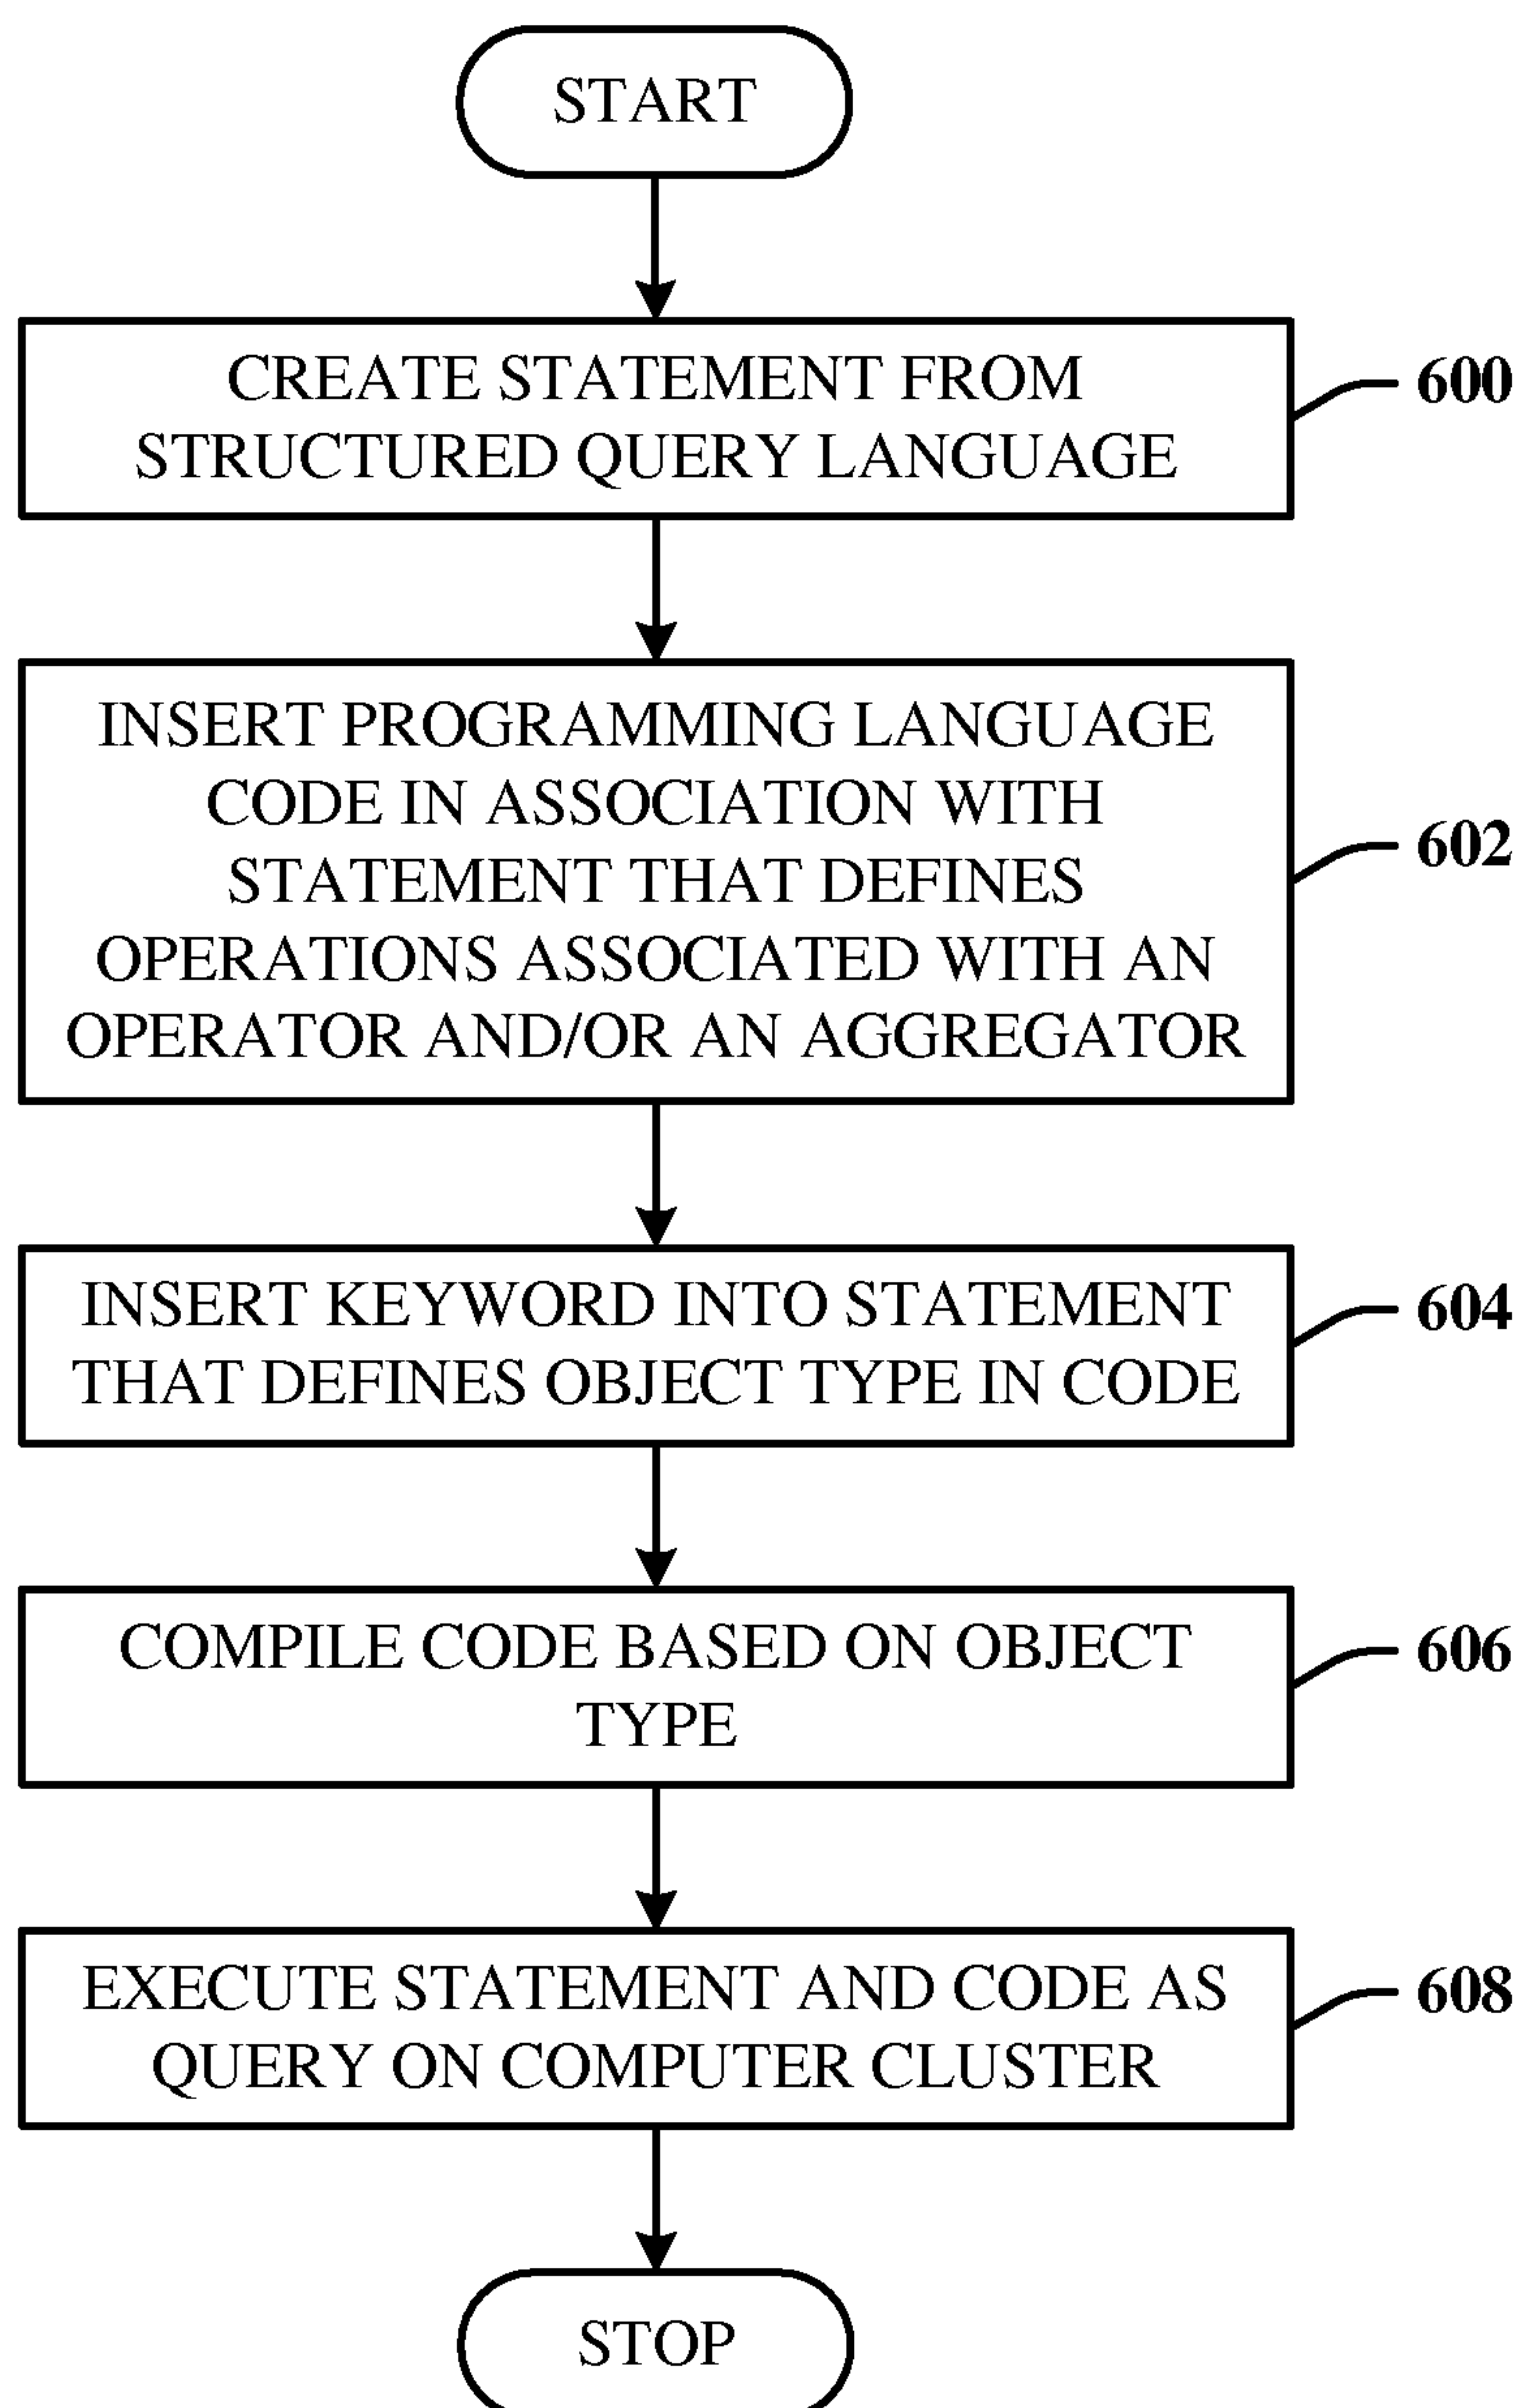 START
CREATE STATEMENT FROM
STRUCTURED QUERY LANGUAGE
600
INSERT PROGRAMMING LANGUAGE
CODE IN ASSOCIATION WITH
STATEMENT THAT DEFINES
OPERATIONS ASSOCIATED WITH AN
OPERATOR AND/OR AN AGGREGATOR
602
INSERT KEYWORD INTO STATEMENT
THAT DEFINES OBJECT TYPE IN CODE
604
COMPILE CODE BASED ON OBJECT
TYPE
606
EXECUTE STATEMENT AND CODE AS
QUERY ON COMPUTER CLUSTER
608
STOP